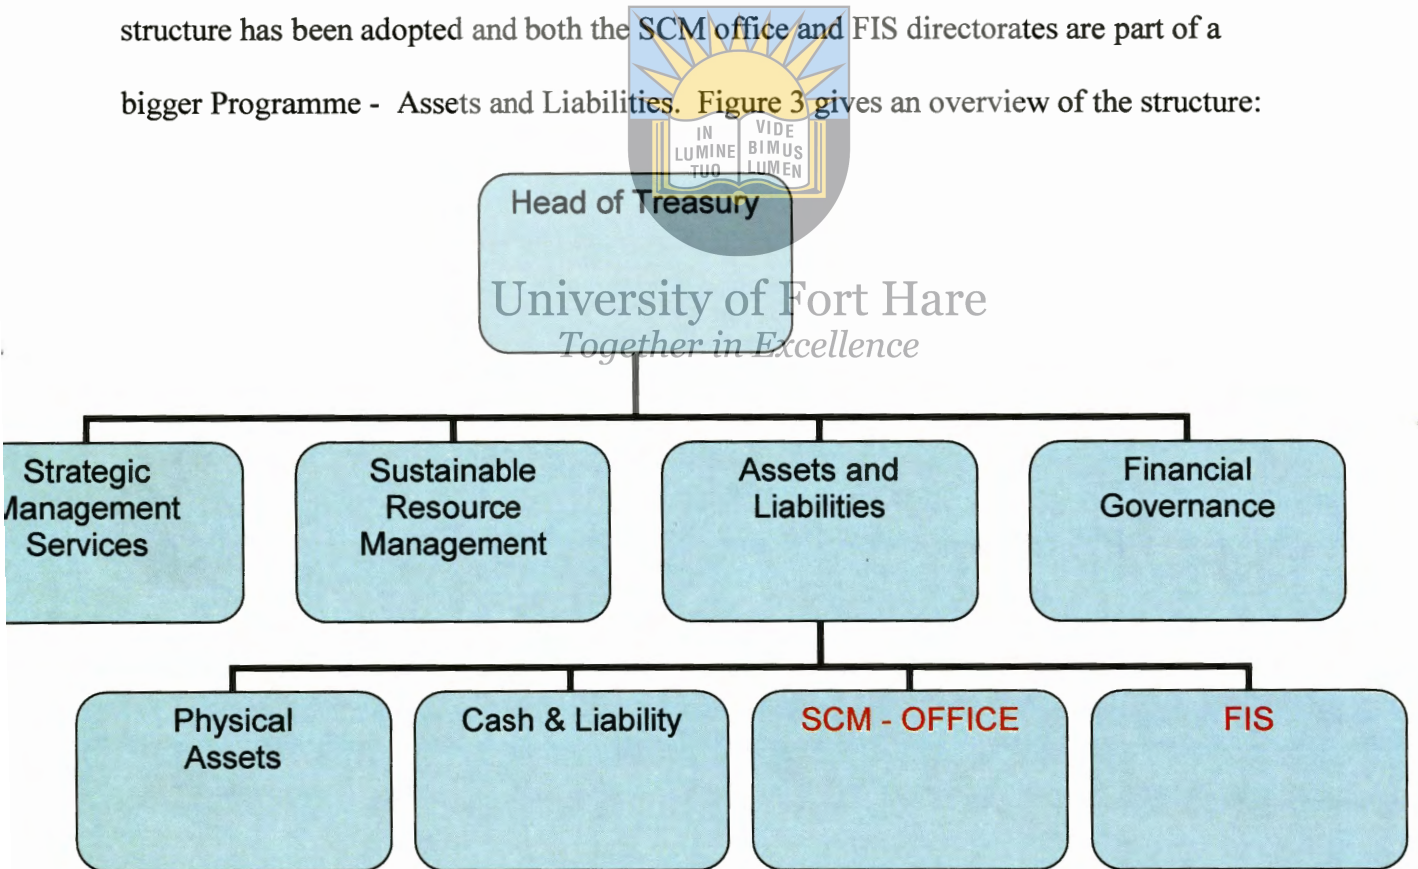 structure has been adopted and both the SCM office and FIS directorates are part of a
bigger Programme - Assets and Liabilities. Figure 3 gives an overview of the structure:
IN
LUMINE
TUO
VIDE
BIMUS
LUMEN
Head of Treasury
University of Fort Hare
Together in Excellence
Strategic
Management
Services
Sustainable
Resource
Management
Assets and
Liabilities
Financial
Governance
Physical
Assets
Cash & Liability
SCM - OFFICE
FIS